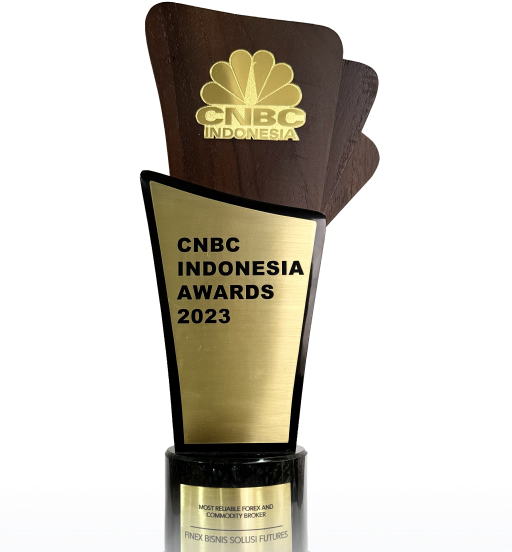 CNBC
INDONESIA
CNBC
INDONESIA
AWARDS
2023
MOST RELIABLE FOREX AND
COMMODITY BROKER
FINEX BISNIS SOLUSI FUTURES